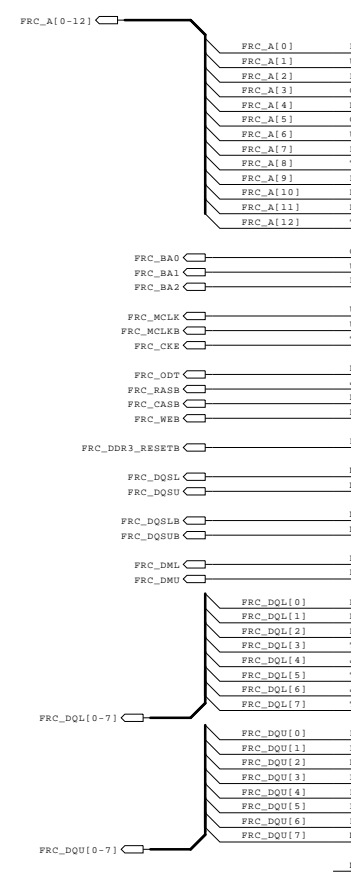 FRC_A[0-12]
FRC_A[0]
FRC_A[1]
FRC_A[2]
FRC_A[3]
FRC_A[4]
FRC_A[5]
FRC_A[6]
FRC_A[7]
FRC_A[8]
FRC_A[9]
FRC_A[10]
FRC_A[11]
FRC_A[12]
FRC_BA0
FRC_BA1
FRC_BA2
FRC_MCLK
FRC_MCLKB
FRC_CKE
FRC_ODT
FRC_RASB
FRC_CASB
FRC_WEB
FRC_DDR3_RESETB
FRC_DQSL
FRC_DQSU
FRC_DQSLB
FRC_DQSUB
FRC_DML
FRC_DMU
FRC_DQL[0]
FRC_DQL[1]
FRC_DQL[2]
FRC_DQL[3]
FRC_DQL[4]
FRC_DQL[5]
FRC_DQL[6]
FRC_DQL[7]
FRC_DQL[0-7]
FRC_DQU[0]
FRC_DQU[1]
FRC_DQU[2]
FRC_DQU[3]
FRC_DQU[4]
FRC_DQU[5]
FRC_DQU[6]
FRC_DQU[7]
FRC_DQU[0-7]